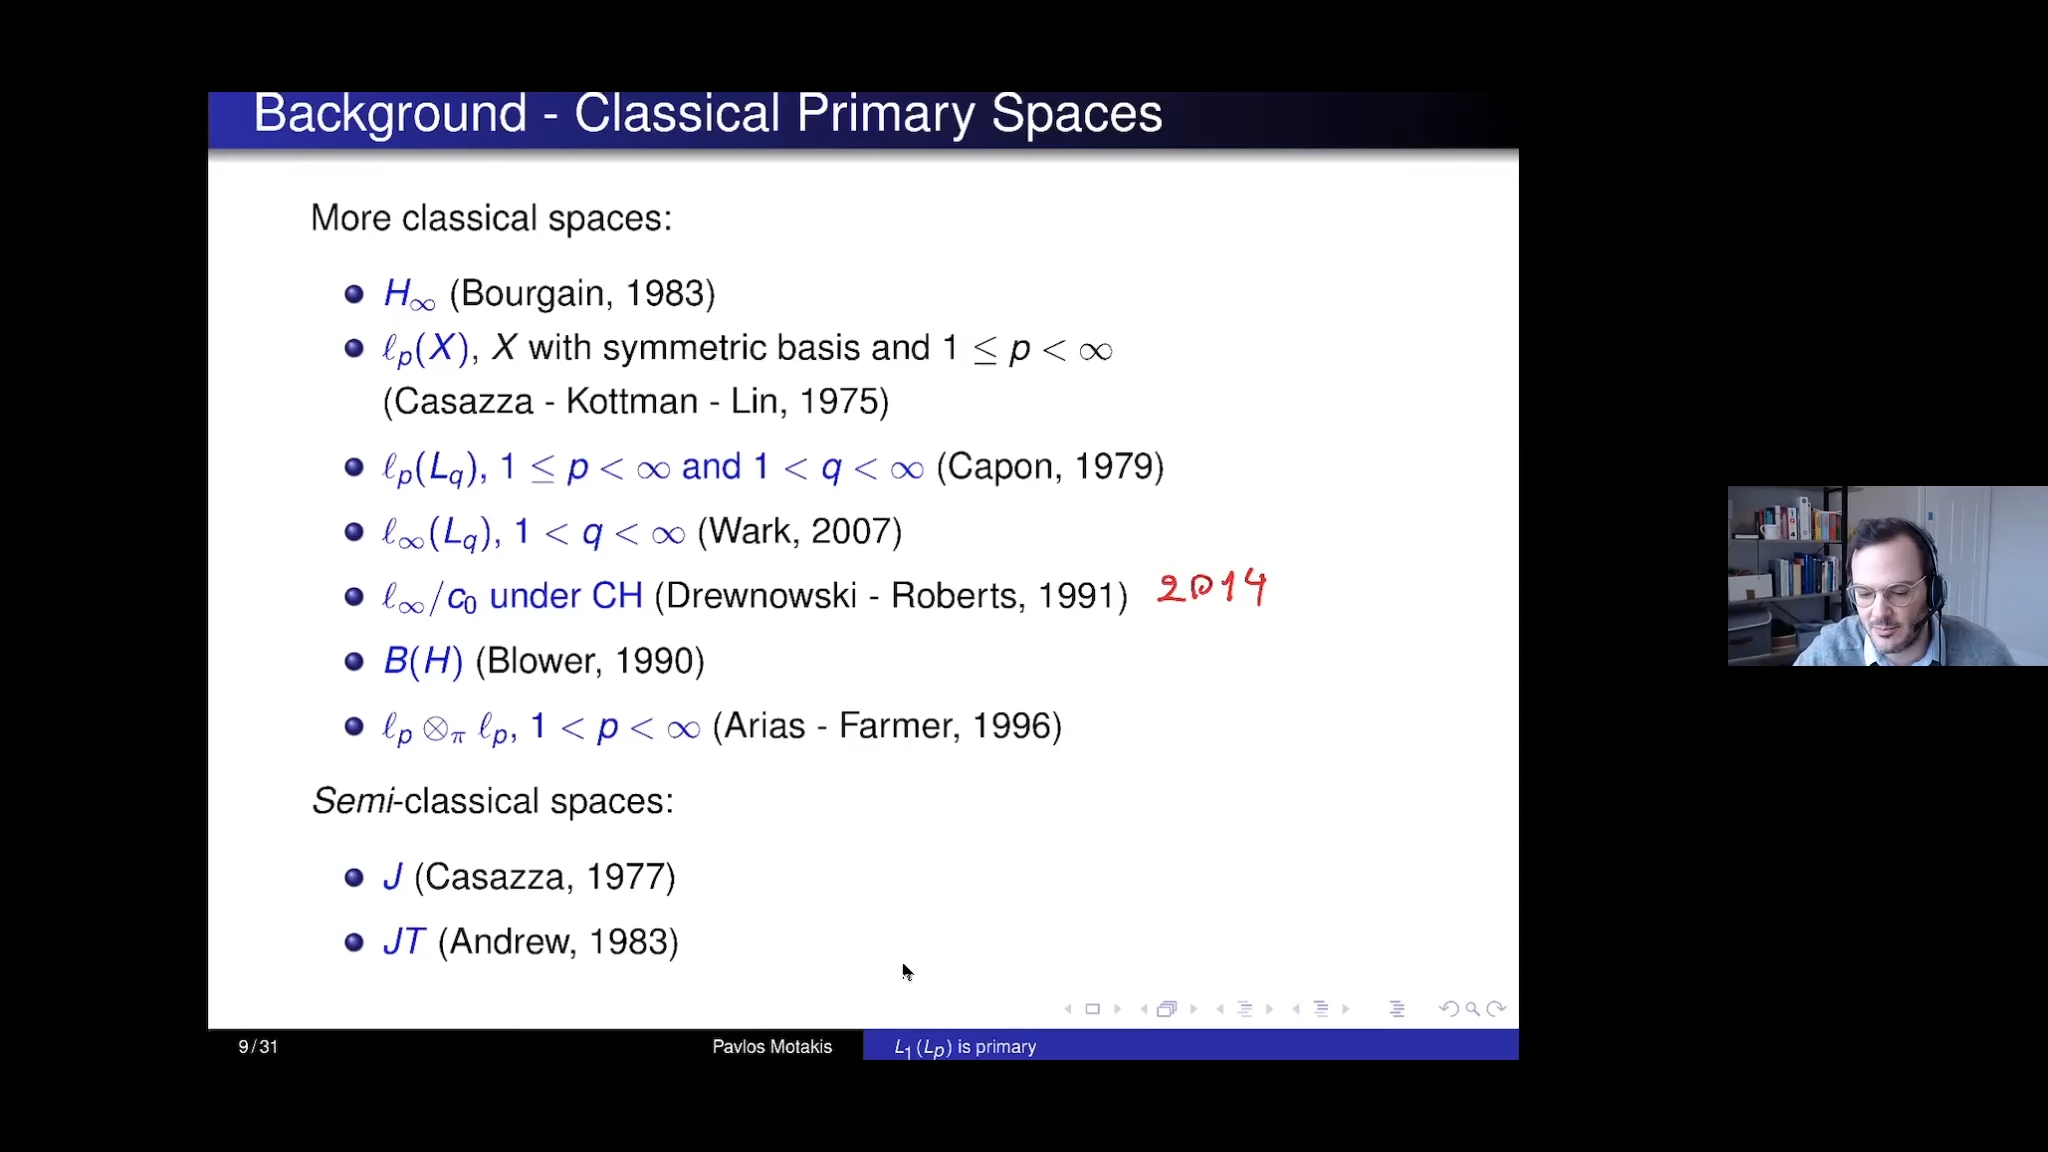 Background - Classical Primary Spaces
More classical spaces:
H∞ (Bourgain, 1983)
ℓp(X), X with symmetric basis and 1 ≤ p < ∞
(Casazza - Kottman - Lin, 1975)
ℓp(Lq), 1 ≤ p < ∞ and 1 < q < ∞ (Capon, 1979)
ℓ∞(Lq), 1 < q < ∞ (Wark, 2007)
ℓ∞/c0 under CH (Drewnowski - Roberts, 1991) 2014
B(H) (Blower, 1990)
ℓp ⊗π ℓp, 1 < p < ∞ (Arias - Farmer, 1996)
Semi-classical spaces:
J (Casazza, 1977)
JT (Andrew, 1983)
9 / 31 Pavlos Motakis L1(Lp) is primary